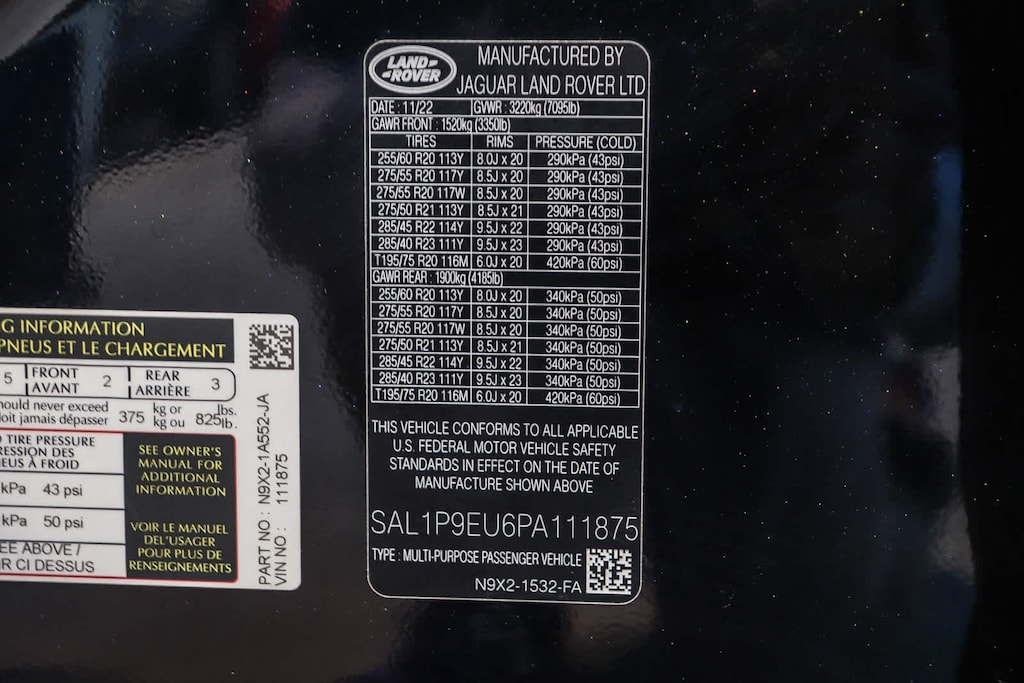 LAND-
-ROVER
MANUFACTURED BY
JAGUAR LAND ROVER LTD
DATE : 11/22 GVWR : 3220kg (7095lb)
GAWR FRONT : 1520kg (3350lb)
TIRES RIMS PRESSURE (COLD)
255/60 R20 113Y 8.0J x 20 290kPa (43psi)
275/55 R20 117Y 8.5J x 20 290kPa (43psi)
275/55 R20 117W 8.5J x 20 290kPa (43psi)
275/50 R21 113Y 8.5J x 21 290kPa (43psi)
285/45 R22 114Y 9.5J x 22 290kPa (43psi)
285/40 R23 111Y 9.5J x 23 290kPa (43psi)
T195/75 R20 116M 6.0J x 20 420kPa (60psi)
GAWR REAR : 1900kg (4185lb)
255/60 R20 113Y 8.0J x 20 340kPa (50psi)
275/55 R20 117Y 8.5J x 20 340kPa (50psi)
275/55 R20 117W 8.5J x 20 340kPa (50psi)
275/50 R21 113Y 8.5J x 21 340kPa (50psi)
285/45 R22 114Y 9.5J x 22 340kPa (50psi)
285/40 R23 111Y 9.5J x 23 340kPa (50psi)
T195/75 R20 116M 6.0J x 20 420kPa (60psi)
THIS VEHICLE CONFORMS TO ALL APPLICABLE
U.S. FEDERAL MOTOR VEHICLE SAFETY
STANDARDS IN EFFECT ON THE DATE OF
MANUFACTURE SHOWN ABOVE
SAL1P9EU6PA111875
TYPE : MULTI-PURPOSE PASSENGER VEHICLE
N9X2-1532-FA
G INFORMATION
PNEUS ET LE CHARGEMENT
5 FRONT AVANT 2 REAR ARRIÈRE 3
ould never exceed 375 kg or 825 lbs.
oit jamais dépasser kg ou lb.
TIRE PRESSURE
RESSION DES
EUS À FROID
kPa 43 psi
kPa 50 psi
EE ABOVE /
IR CI DESSUS
SEE OWNER'S
MANUAL FOR
ADDITIONAL
INFORMATION
VOIR LE MANUEL
DEL'USAGER
POUR PLUS DE
RENSEIGNEMENTS
PART NO : N9X2-1A552-JA
VIN NO : 111875